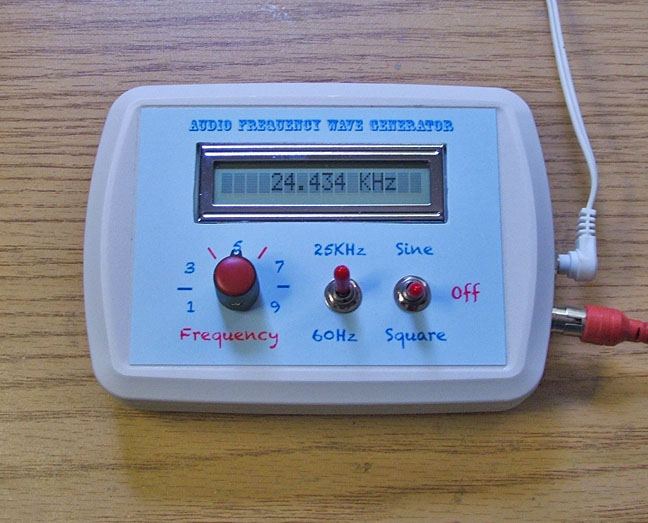 AUDIO FREQUENCY WAVE GENERATOR
24.434 KHz
5
3 7
1 9
Frequency
25KHz
60Hz
Sine
Off
Square